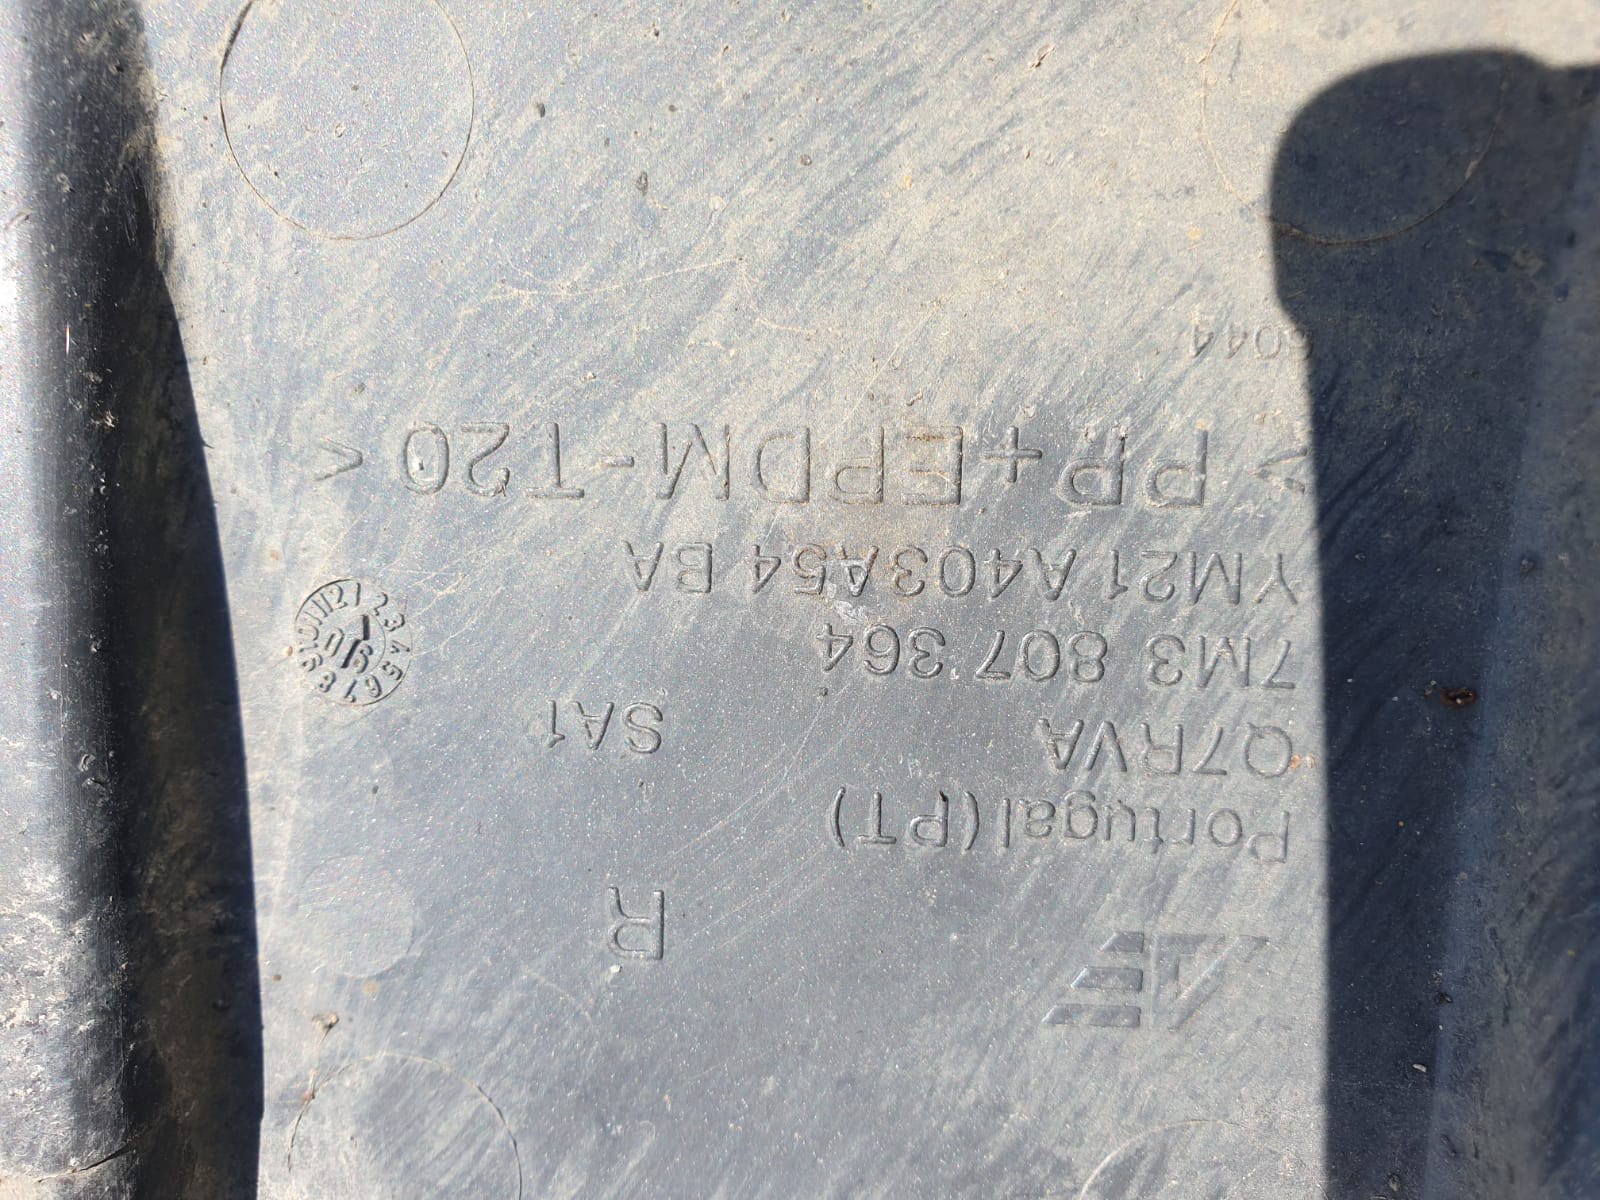 R
Portugal(PT)
Q7RVA SA1
7M3 807 364
YM21 A403A54 BA
> PP+EPDM-T20 <